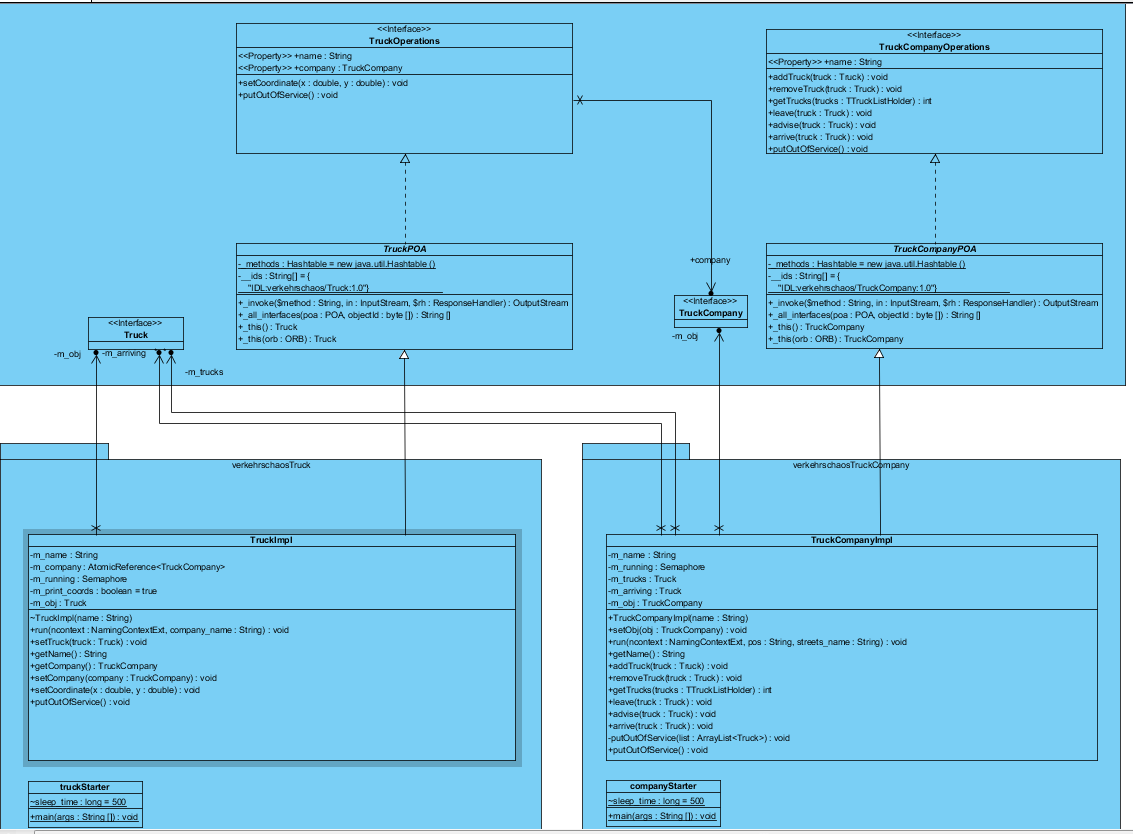 <<Interface>>
TruckOperations
<<Property>> +name : String
<<Property>> +company : TruckCompany
+setCoordinate(x : double, y : double) : void
+putOutOfService() : void
<<Interface>>
TruckCompanyOperations
<<Property>> +name : String
+addTruck(truck : Truck) : void
+removeTruck(truck : Truck) : void
+getTrucks(trucks : TTruckListHolder) : int
+leave(truck : Truck) : void
+advise(truck : Truck) : void
+arrive(truck : Truck) : void
+putOutOfService() : void
TruckPOA
-_methods : Hashtable = new java.util.Hashtable ()
-__ids : String[] = {
"IDL:verkehrschaos/Truck:1.0"}
+_invoke($method : String, in : InputStream, $rh : ResponseHandler) : OutputStream
+_all_interfaces(poa : POA, objectId : byte []) : String []
+_this() : Truck
+_this(orb : ORB) : Truck
+company
<<Interface>>
TruckCompany
-m_obj
TruckCompanyPOA
-_methods : Hashtable = new java.util.Hashtable ()
-__ids : String[] = {
"IDL:verkehrschaos/TruckCompany:1.0"}
+_invoke($method : String, in : InputStream, $rh : ResponseHandler) : OutputStream
+_all_interfaces(poa : POA, objectId : byte []) : String []
+_this() : TruckCompany
+_this(orb : ORB) : TruckCompany
<<Interface>>
Truck
-m_obj
-m_arriving
-m_trucks
verkehrschaosTruck
TruckImpl
-m_name : String
-m_company : AtomicReference<TruckCompany>
-m_running : Semaphore
-m_print_coords : boolean = true
-m_obj : Truck
~TruckImpl(name : String)
+run(ncontext : NamingContextExt, company_name : String) : void
+setTruck(truck : Truck) : void
+getName() : String
+getCompany() : TruckCompany
+setCompany(company : TruckCompany) : void
+setCoordinate(x : double, y : double) : void
+putOutOfService() : void
truckStarter
~sleep_time : long = 500
+main(args : String []) : void
verkehrschaosTruckCompany
TruckCompanyImpl
-m_name : String
-m_running : Semaphore
-m_trucks : Truck
-m_arriving : Truck
-m_obj : TruckCompany
+TruckCompanyImpl(name : String)
+setObj(obj : TruckCompany) : void
+run(ncontext : NamingContextExt, pos : String, streets_name : String) : void
+getName() : String
+addTruck(truck : Truck) : void
+removeTruck(truck : Truck) : void
+getTrucks(trucks : TTruckListHolder) : int
+leave(truck : Truck) : void
+advise(truck : Truck) : void
+arrive(truck : Truck) : void
-putOutOfService(list : ArrayList<Truck>) : void
+putOutOfService() : void
companyStarter
~sleep_time : long = 500
+main(args : String []) : void